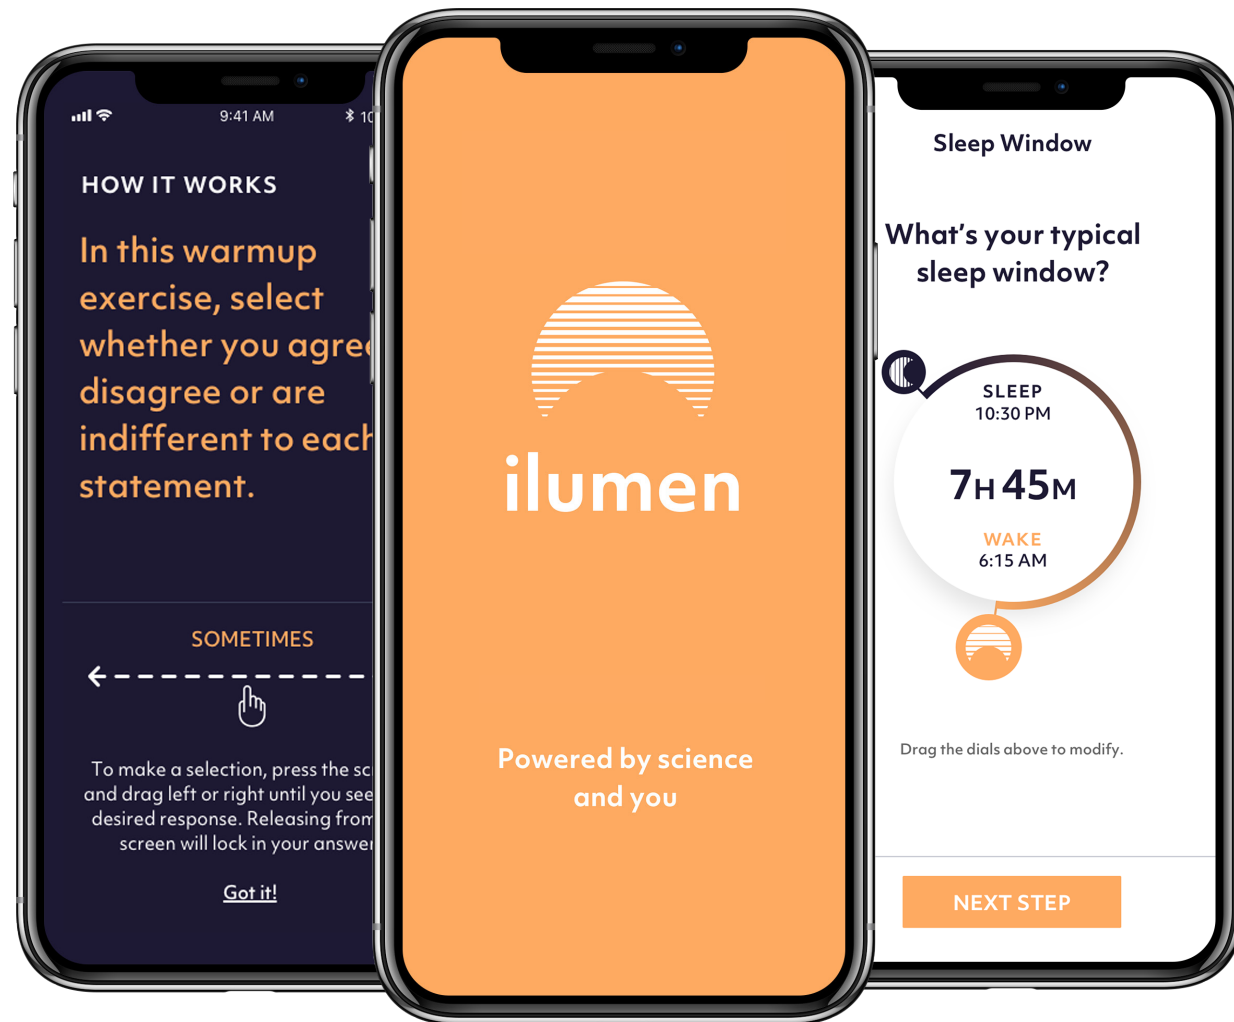 9:41 AM
HOW IT WORKS
In this warmup
exercise, select
whether you agree
disagree or are
indifferent to each
statement.
SOMETIMES
To make a selection, press the
and drag left or right until you see
desired response. Releasing from
screen will lock in your answer
Got it!
ilumen
Powered by science
and you
Sleep Window
What's your typical
sleep window?
SLEEP
10:30 PM
7H 45M
WAKE
6:15 AM
Drag the dials above to modify.
NEXT STEP